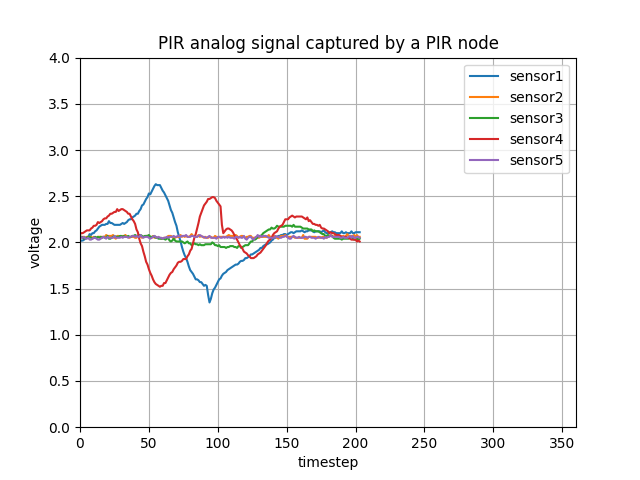 PIR analog signal captured by a PIR node
sensor1
sensor2
sensor3
sensor4
sensor5
4.0
3.5
3.0
2.5
2.0
1.5
1.0
0.5
0.0
voltage
0 50 100 150 200 250 300 350
timestep